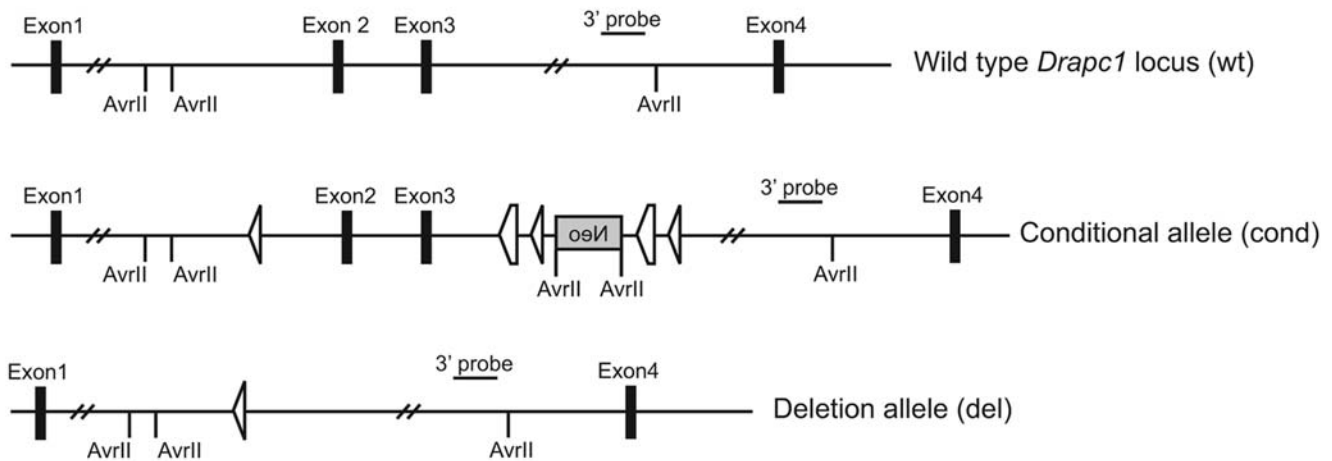 Exon1 Exon 2 Exon3 3' probe Exon4
Wild type Drapc1 locus (wt)
AvrII AvrII AvrII
Exon1 Exon2 Exon3 3' probe Exon4
Neo
Conditional allele (cond)
AvrII AvrII AvrII AvrII AvrII
Exon1 3' probe Exon4
Deletion allele (del)
AvrII AvrII AvrII